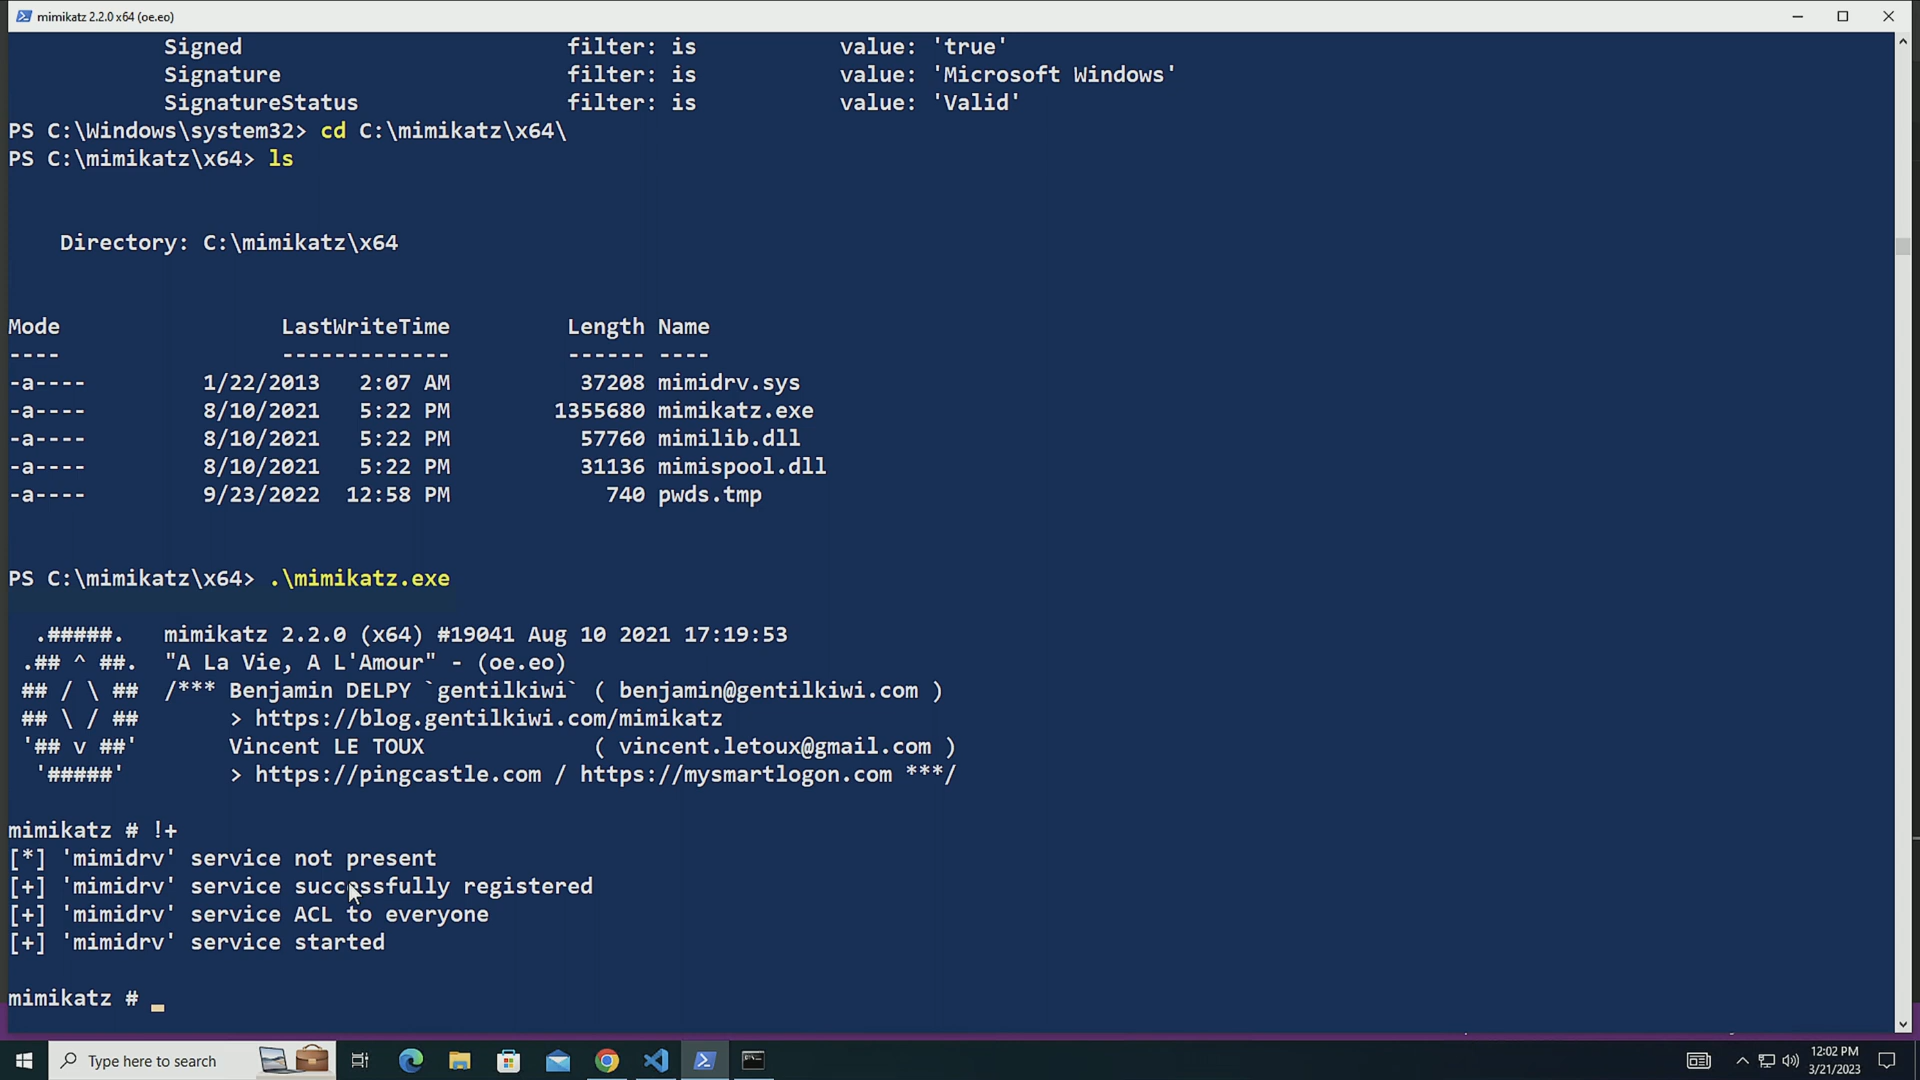 mimikatz 2.2.0 x64 (oe.eo)
Signed filter: is value: 'true'
Signature filter: is value: 'Microsoft Windows'
SignatureStatus filter: is value: 'Valid'
PS C:\Windows\system32> cd C:\mimikatz\x64\
PS C:\mimikatz\x64> ls
Directory: C:\mimikatz\x64
Mode LastWriteTime Length Name
---- ------------- ------ ----
-a---- 1/22/2013 2:07 AM 37208 mimidrv.sys
-a---- 8/10/2021 5:22 PM 1355680 mimikatz.exe
-a---- 8/10/2021 5:22 PM 57760 mimilib.dll
-a---- 8/10/2021 5:22 PM 31136 mimispool.dll
-a---- 9/23/2022 12:58 PM 740 pwds.tmp
PS C:\mimikatz\x64> .\mimikatz.exe
.#####. mimikatz 2.2.0 (x64) #19041 Aug 10 2021 17:19:53
.## ^ ##. "A La Vie, A L'Amour" - (oe.eo)
## / \ ## /*** Benjamin DELPY `gentilkiwi` ( benjamin@gentilkiwi.com )
## \ / ## > https://blog.gentilkiwi.com/mimikatz
'## v ##' Vincent LE TOUX ( vincent.letoux@gmail.com )
'#####' > https://pingcastle.com / https://mysmartlogon.com ***/
mimikatz # !+
[*] 'mimidrv' service not present
[+] 'mimidrv' service successfully registered
[+] 'mimidrv' service ACL to everyone
[+] 'mimidrv' service started
mimikatz #
Type here to search
12:02 PM
3/21/2023